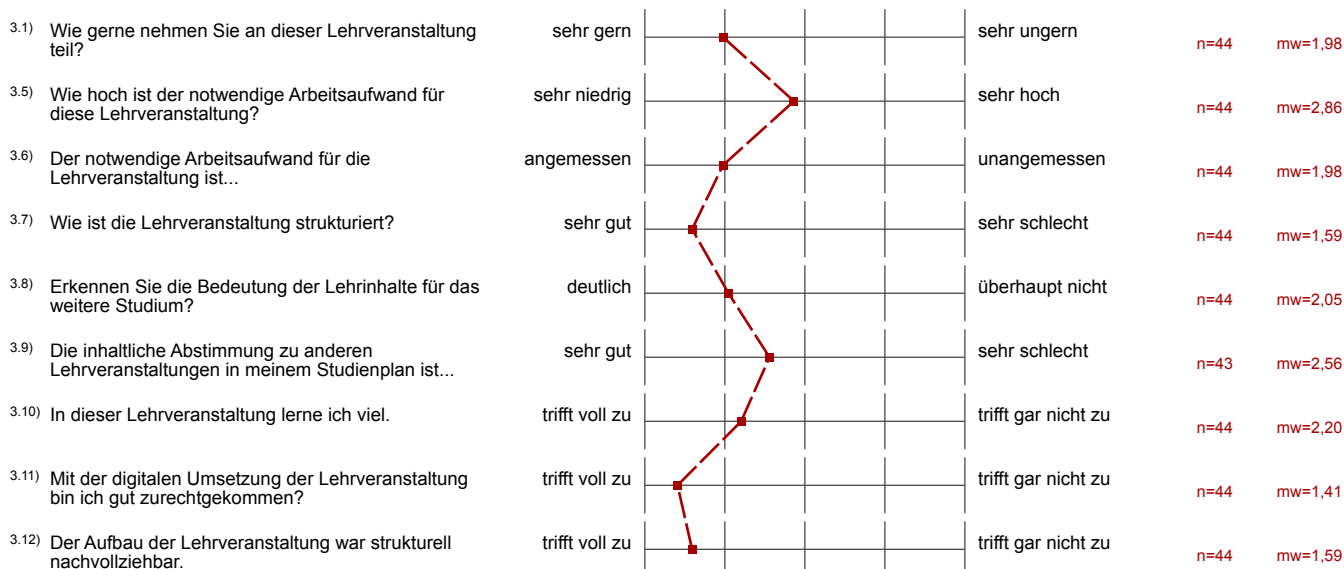 3.1) Wie gerne nehmen Sie an dieser Lehrveranstaltung sehr gern sehr ungern n=44 mw=1,98
teil?
3.5) Wie hoch ist der notwendige Arbeitsaufwand für sehr niedrig sehr hoch n=44 mw=2,86
diese Lehrveranstaltung?
3.6) Der notwendige Arbeitsaufwand für die angemessen unangemessen n=44 mw=1,98
Lehrveranstaltung ist...
3.7) Wie ist die Lehrveranstaltung strukturiert? sehr gut sehr schlecht n=44 mw=1,59
3.8) Erkennen Sie die Bedeutung der Lehrinhalte für das deutlich überhaupt nicht n=44 mw=2,05
weitere Studium?
3.9) Die inhaltliche Abstimmung zu anderen sehr gut sehr schlecht n=43 mw=2,56
Lehrveranstaltungen in meinem Studienplan ist...
3.10) In dieser Lehrveranstaltung lerne ich viel. trifft voll zu trifft gar nicht zu n=44 mw=2,20
3.11) Mit der digitalen Umsetzung der Lehrveranstaltung trifft voll zu trifft gar nicht zu n=44 mw=1,41
bin ich gut zurechtgekommen?
3.12) Der Aufbau der Lehrveranstaltung war strukturell trifft voll zu trifft gar nicht zu n=44 mw=1,59
nachvollziehbar.